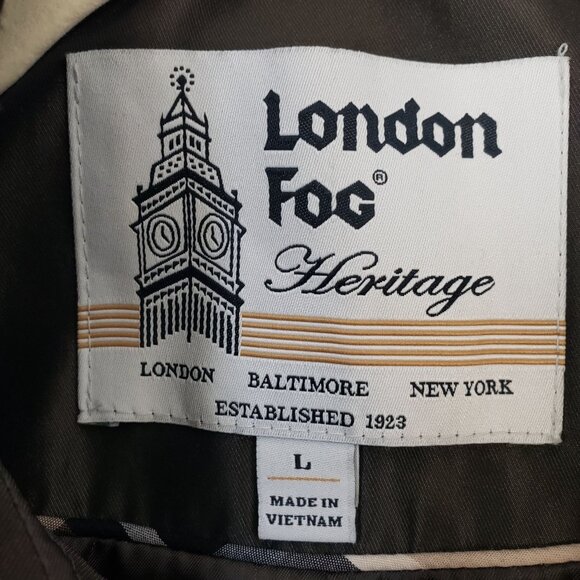 London
Fog®
Heritage
LONDON BALTIMORE NEW YORK
ESTABLISHED 1923
L
MADE IN
VIETNAM